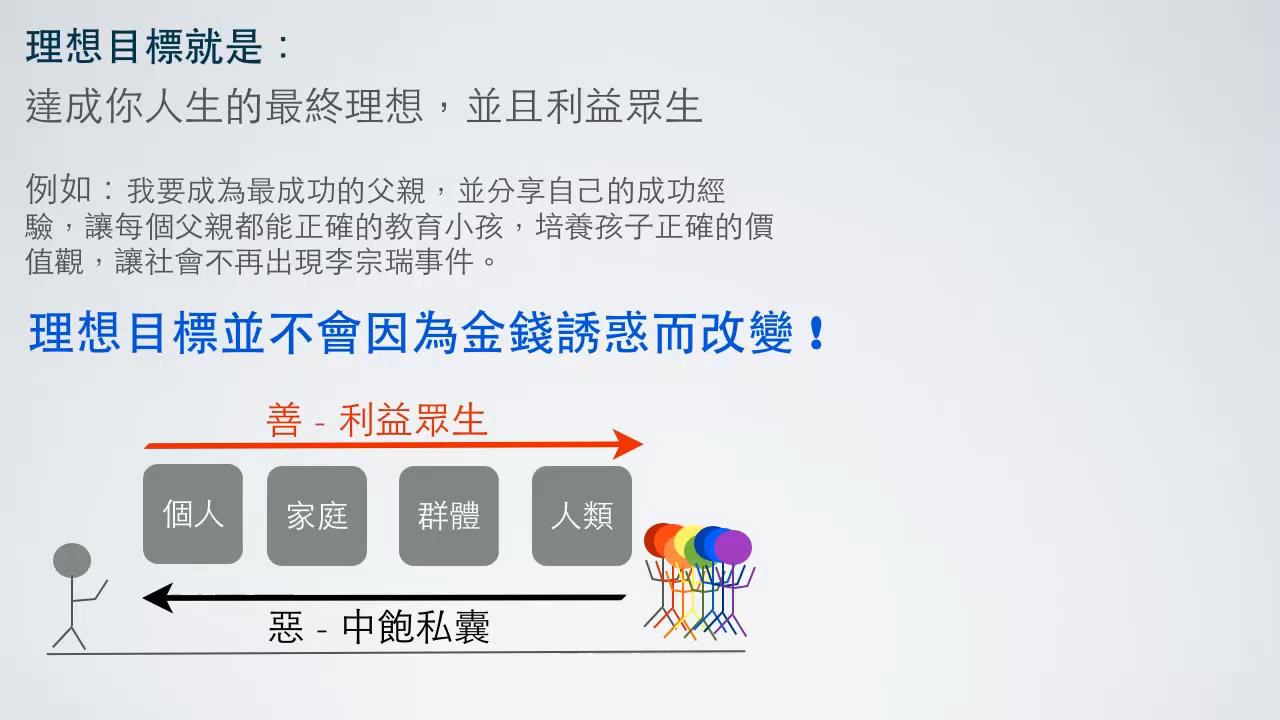 理想目標就是：
達成你人生的最終理想，並且利益眾生
例如：我要成為最成功的父親，並分享自己的成功經
驗，讓每個父親都能正確的教育小孩，培養孩子正確的價
值觀，讓社會不再出現李宗瑞事件。
理想目標並不會因為金錢誘惑而改變！
善 - 利益眾生
個人 家庭 群體 人類
惡 - 中飽私囊